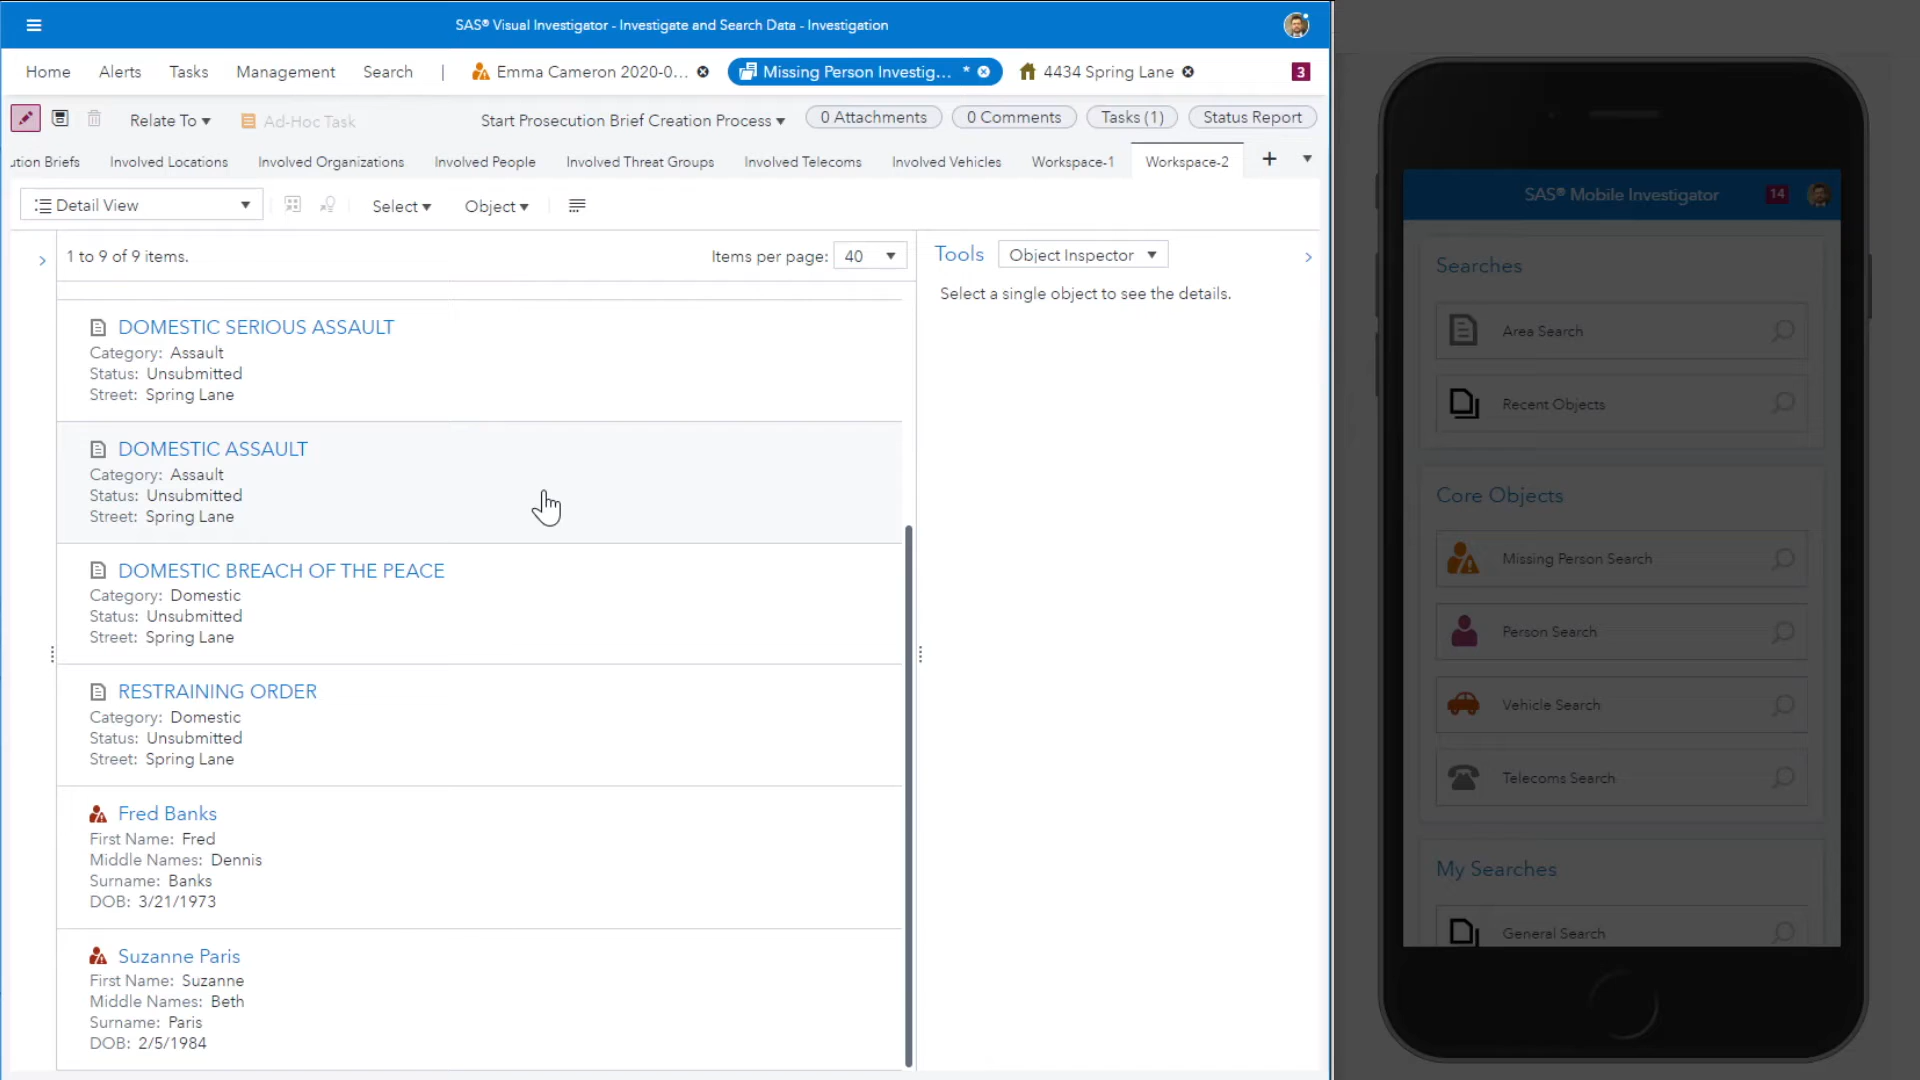 SAS® Visual Investigator - Investigate and Search Data - Investigation
Home Alerts Tasks Management Search | Emma Cameron 2020-0... Missing Person Investig... * 4434 Spring Lane 3
Relate To Ad-Hoc Task Start Prosecution Brief Creation Process 0 Attachments 0 Comments Tasks (1) Status Report
ution Briefs Involved Locations Involved Organizations Involved People Involved Threat Groups Involved Telecoms Involved Vehicles Workspace-1 Workspace-2 +
Detail View Select Object
1 to 9 of 9 items. Items per page: 40
DOMESTIC SERIOUS ASSAULT
Category: Assault
Status: Unsubmitted
Street: Spring Lane
DOMESTIC ASSAULT
Category: Assault
Status: Unsubmitted
Street: Spring Lane
DOMESTIC BREACH OF THE PEACE
Category: Domestic
Status: Unsubmitted
Street: Spring Lane
RESTRAINING ORDER
Category: Domestic
Status: Unsubmitted
Street: Spring Lane
Fred Banks
First Name: Fred
Middle Names: Dennis
Surname: Banks
DOB: 3/21/1973
Suzanne Paris
First Name: Suzanne
Middle Names: Beth
Surname: Paris
DOB: 2/5/1984
Tools Object Inspector
Select a single object to see the details.
SAS® Mobile Investigator 14
Searches
Area Search
Recent Objects
Core Objects
Missing Person Search
Person Search
Vehicle Search
Telecoms Search
My Searches
General Search